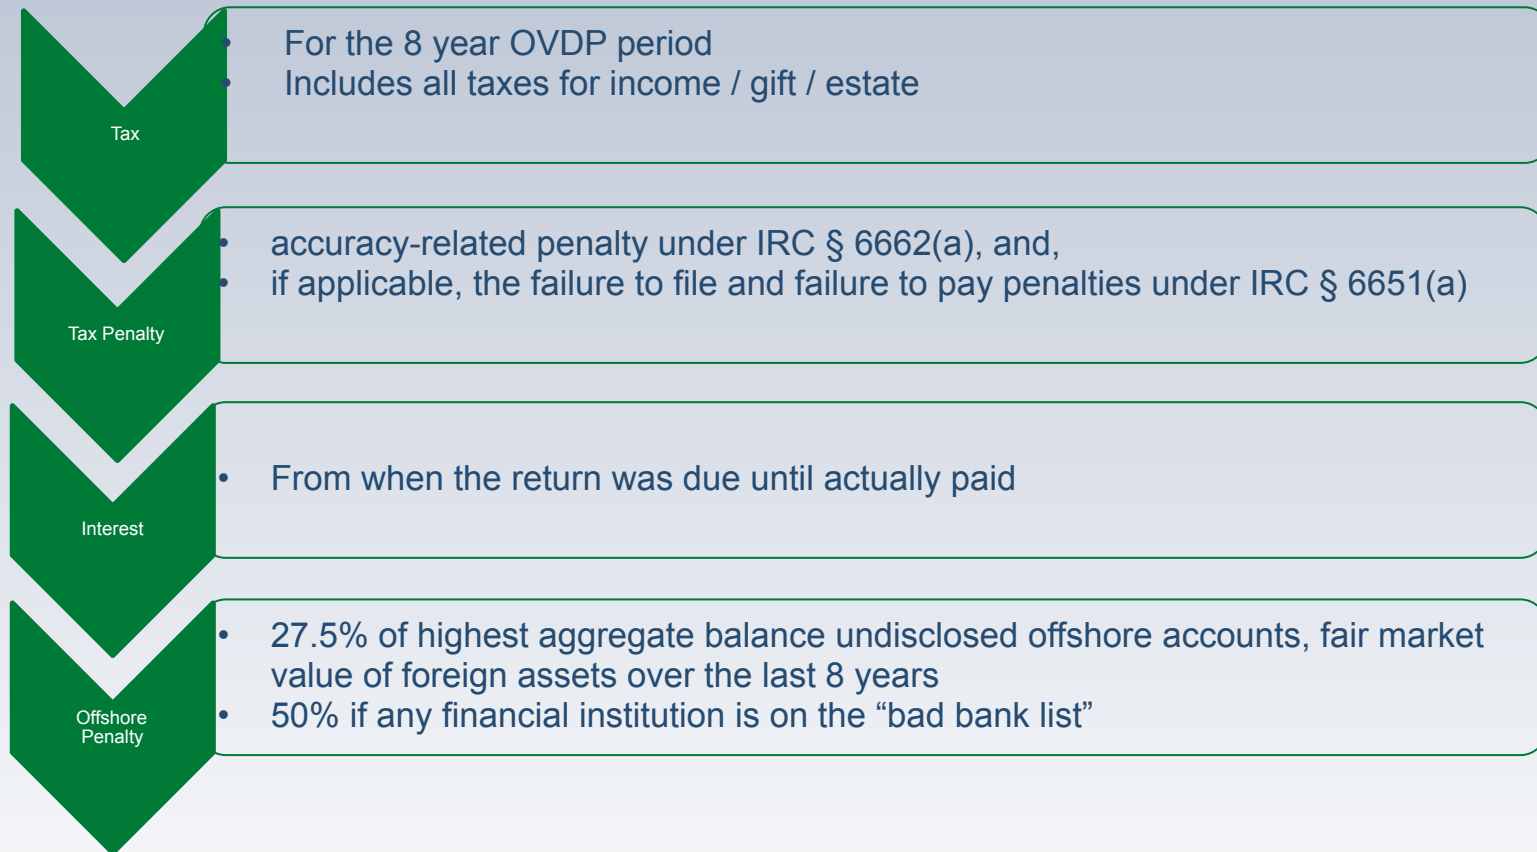 Tax
• For the 8 year OVDP period
• Includes all taxes for income / gift / estate
Tax Penalty
• accuracy-related penalty under IRC § 6662(a), and,
• if applicable, the failure to file and failure to pay penalties under IRC § 6651(a)
Interest
• From when the return was due until actually paid
Offshore
Penalty
• 27.5% of highest aggregate balance undisclosed offshore accounts, fair market
value of foreign assets over the last 8 years
• 50% if any financial institution is on the “bad bank list”